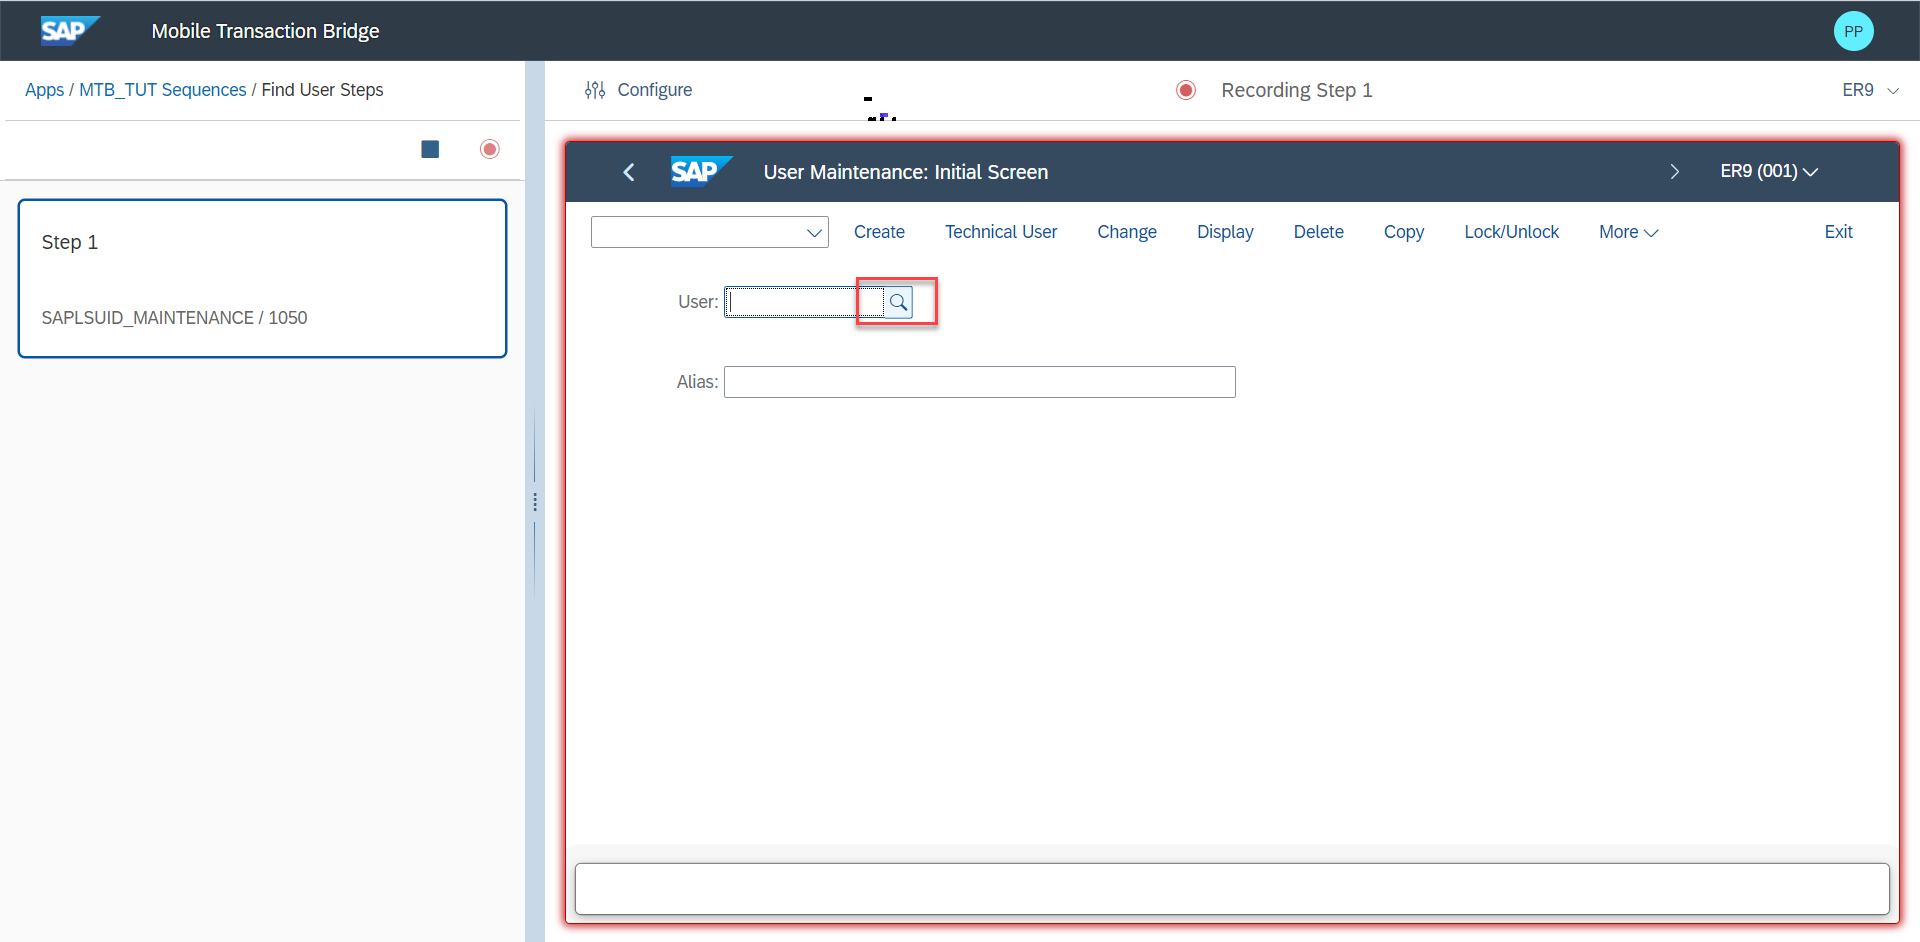 SAP Mobile Transaction Bridge PP
Apps / MTB_TUT Sequences / Find User Steps
Configure Recording Step 1 ER9
Step 1
SAPLSUID_MAINTENANCE / 1050
SAP User Maintenance: Initial Screen ER9 (001)
Create Technical User Change Display Delete Copy Lock/Unlock More Exit
User:
Alias: